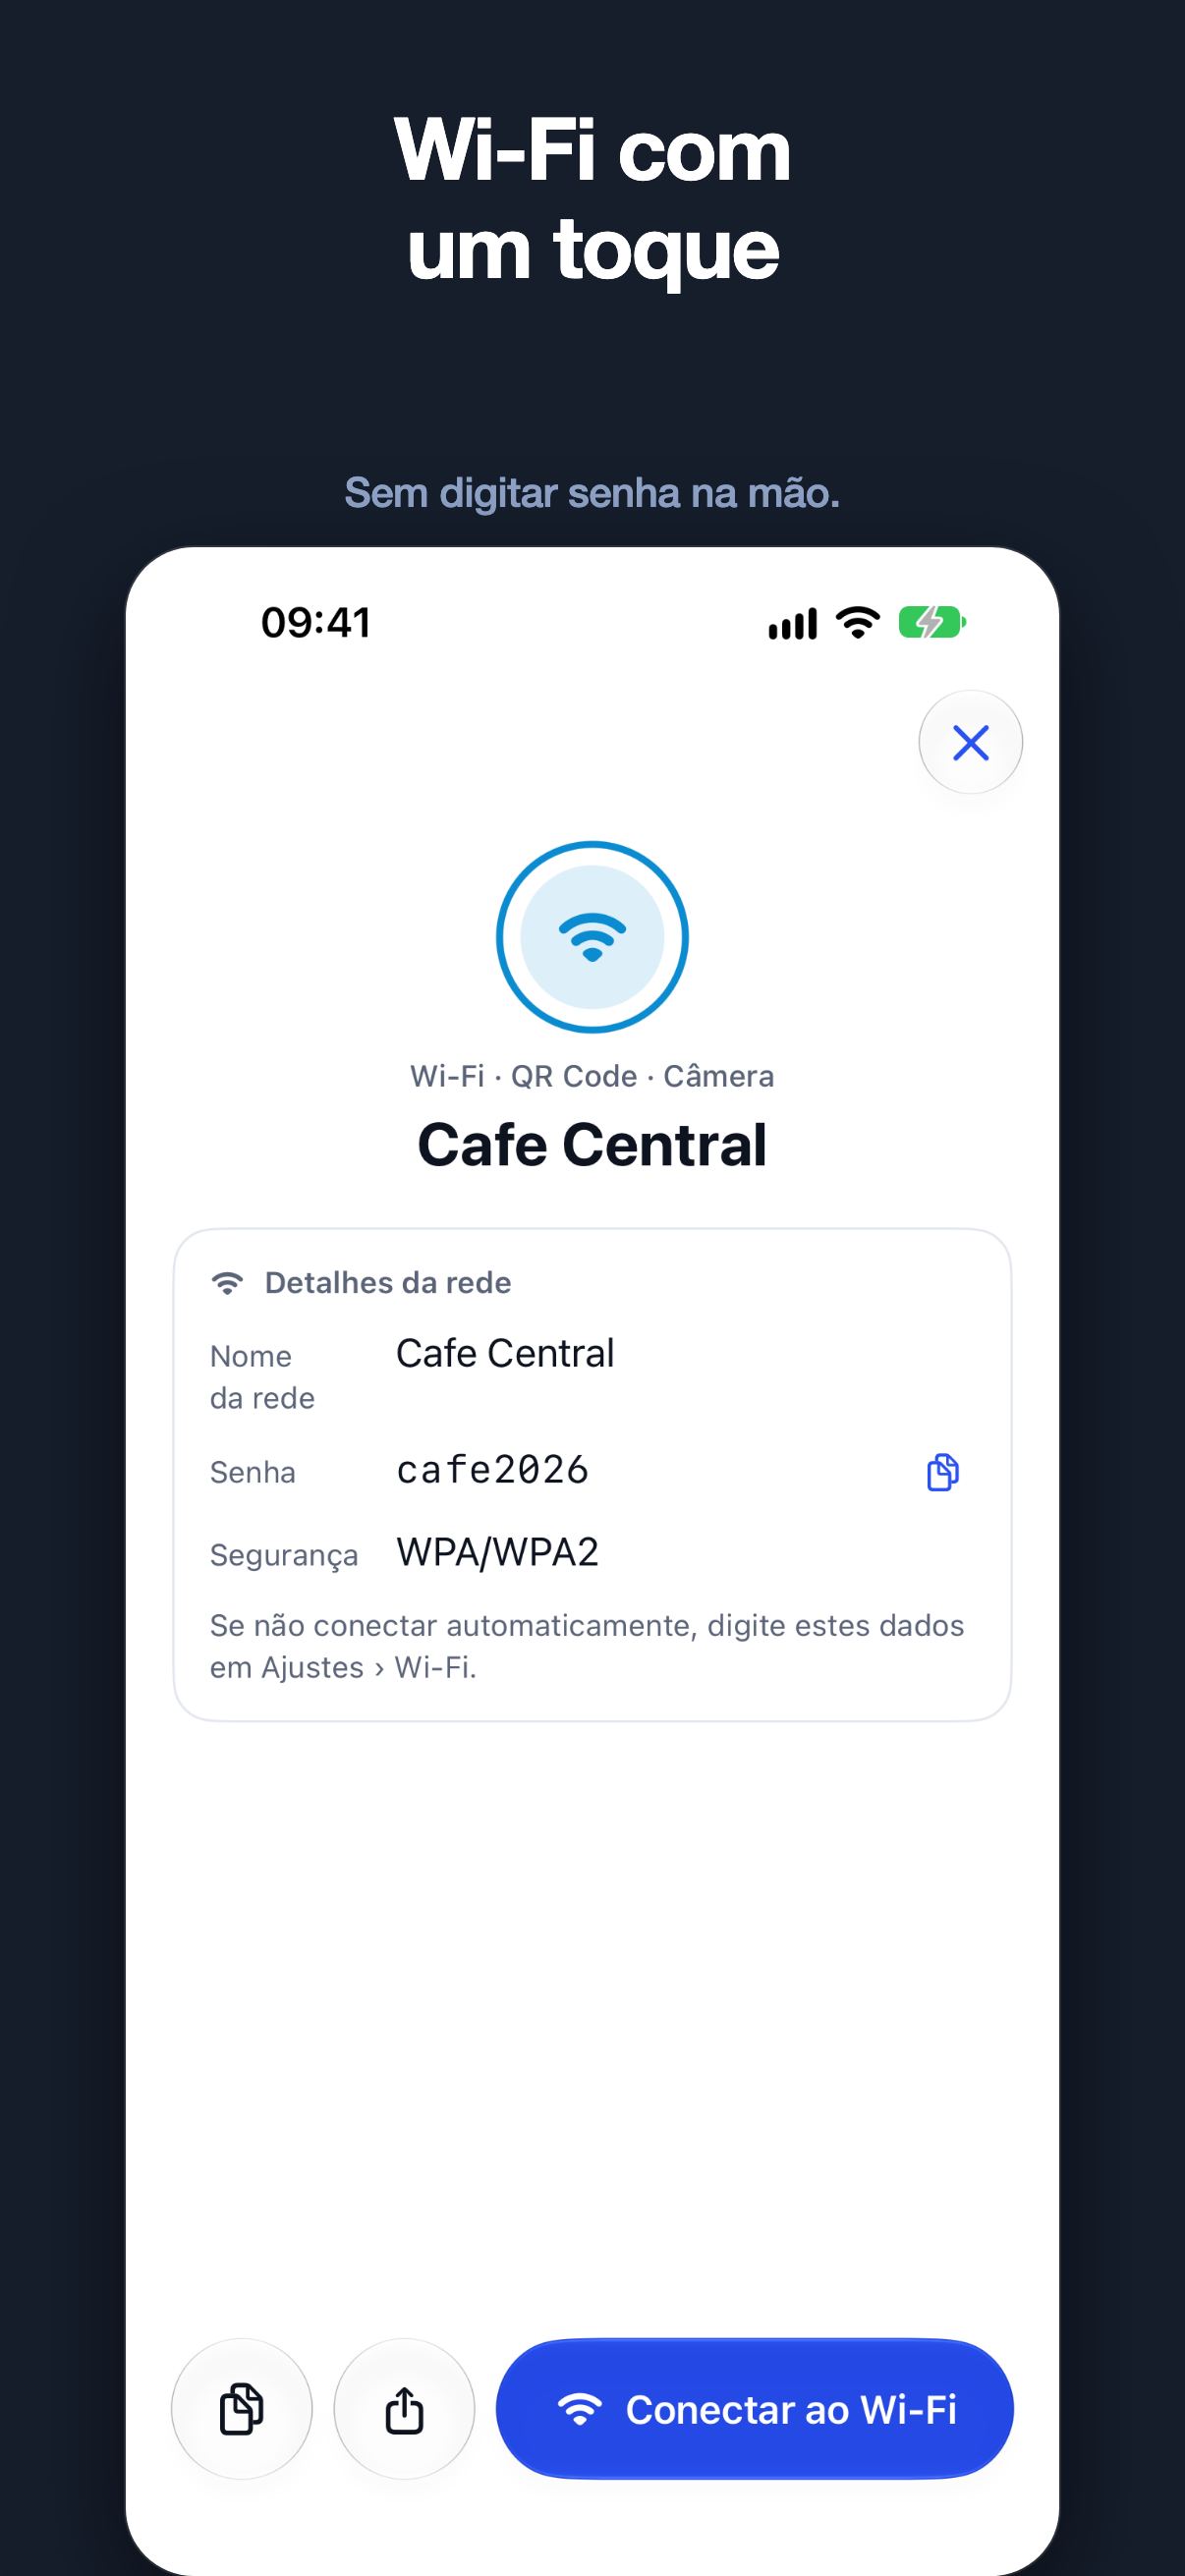 Wi-Fi com
um toque
Sem digitar senha na mão.
09:41
Wi-Fi · QR Code · Câmera
Cafe Central
Detalhes da rede
Nome
da rede
Cafe Central
Senha
cafe2026
Segurança
WPA/WPA2
Se não conectar automaticamente, digite estes dados
em Ajustes › Wi-Fi.
Conectar ao Wi-Fi